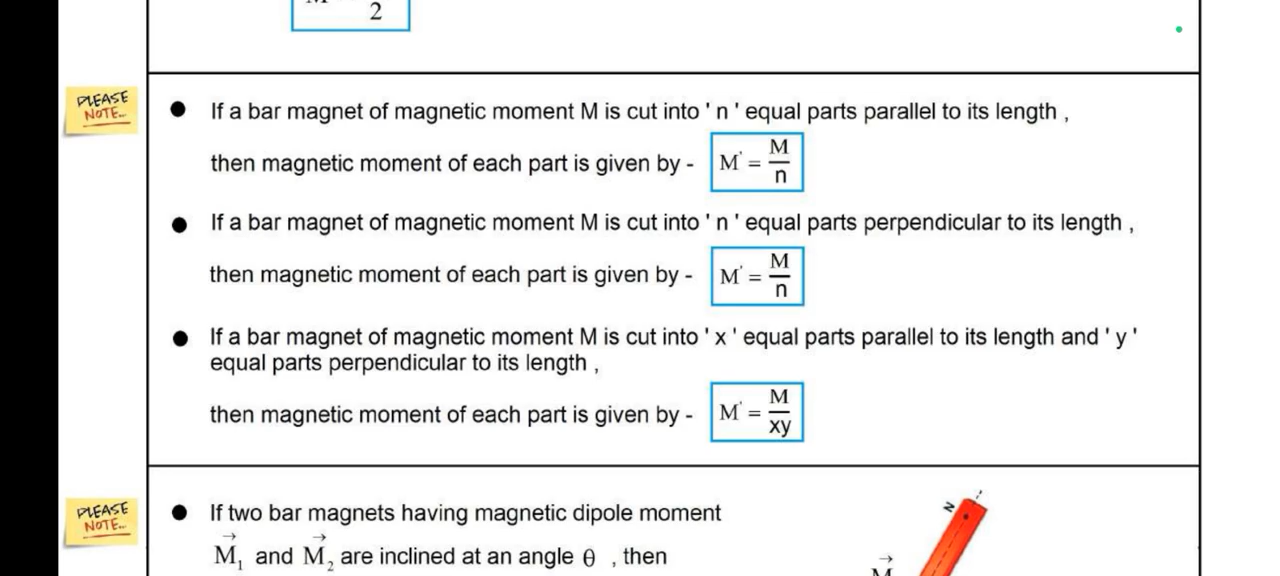 2
PLEASE
NOTE...
● If a bar magnet of magnetic moment M is cut into ' n ' equal parts parallel to its length ,
then magnetic moment of each part is given by - M' = M/n
● If a bar magnet of magnetic moment M is cut into ' n ' equal parts perpendicular to its length ,
then magnetic moment of each part is given by - M' = M/n
● If a bar magnet of magnetic moment M is cut into ' x ' equal parts parallel to its length and ' y '
equal parts perpendicular to its length ,
then magnetic moment of each part is given by - M' = M/xy
PLEASE
NOTE...
● If two bar magnets having magnetic dipole moment
M⃗₁ and M⃗₂ are inclined at an angle θ , then
N